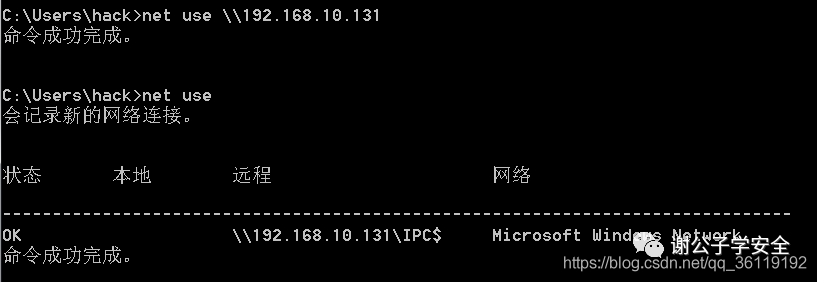 C:\Users\hack>net use \\192.168.10.131
命令成功完成。
C:\Users\hack>net use
会记录新的网络连接。
状态 本地 远程 网络
-------------------------------------------------------------------------------
OK \\192.168.10.131\IPC$ Microsoft Windows Network
命令成功完成。
谢公子学安全
https://blog.csdn.net/qq_36119192